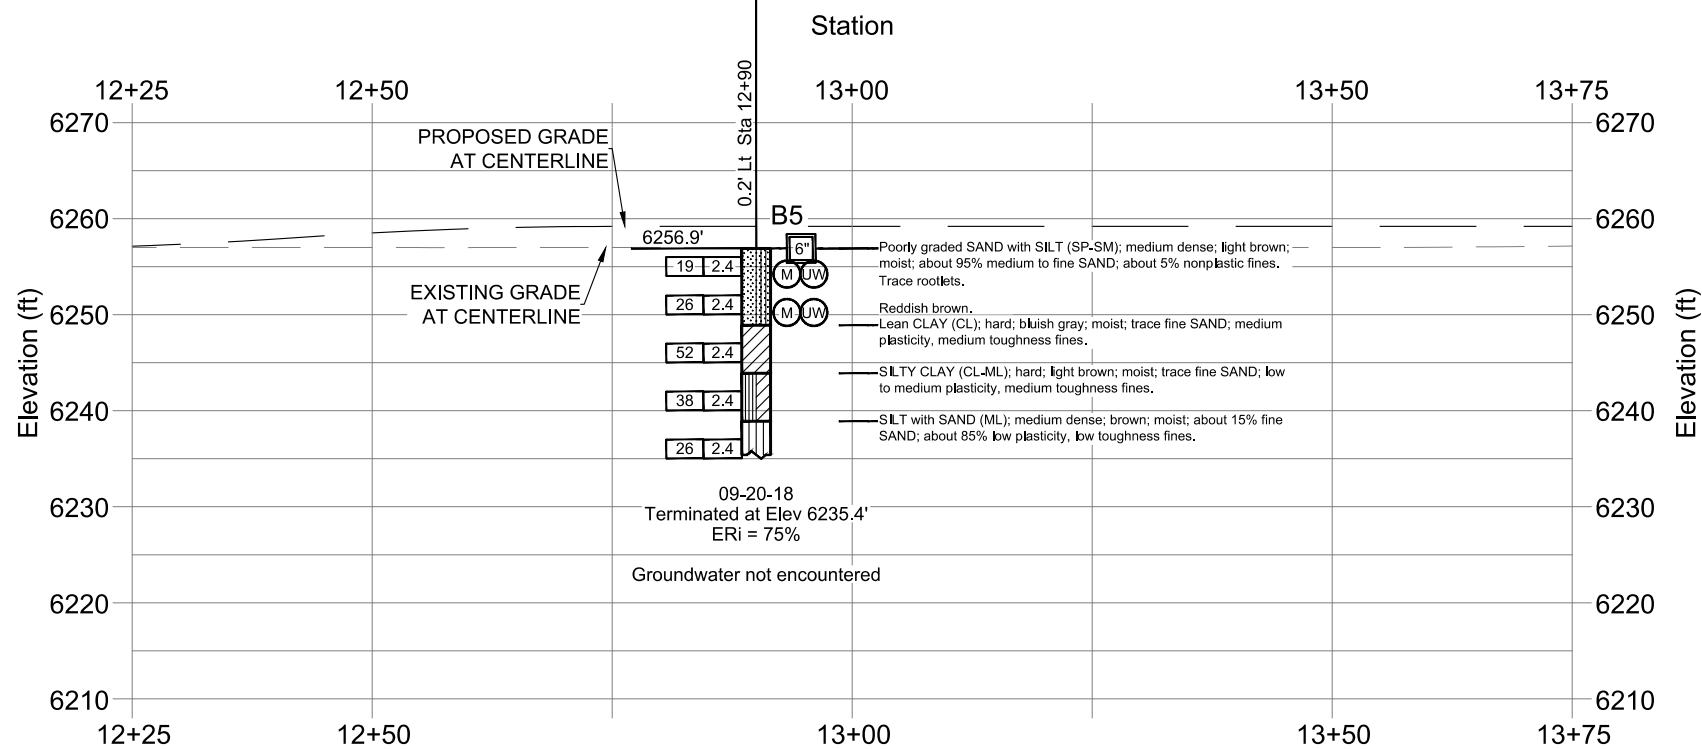 Station
12+25
12+50
13+00
13+50
13+75
0.2' Lt Sta 12+90
6270
6270
PROPOSED GRADE
AT CENTERLINE
6260
6260
B5
6256.9'
6"
Poorly graded SAND with SILT (SP-SM); medium dense; light brown;
moist; about 95% medium to fine SAND; about 5% nonplastic fines.
Trace rootlets.
19 2.4
M UW
EXISTING GRADE
AT CENTERLINE
26 2.4
M UW
Reddish brown.
6250
6250
Lean CLAY (CL); hard; bluish gray; moist; trace fine SAND; medium
plasticity, medium toughness fines.
52 2.4
SILTY CLAY (CL-ML); hard; light brown; moist; trace fine SAND; low
to medium plasticity, medium toughness fines.
38 2.4
6240
6240
SILT with SAND (ML); medium dense; brown; moist; about 15% fine
SAND; about 85% low plasticity, low toughness fines.
26 2.4
Elevation (ft)
Elevation (ft)
09-20-18
Terminated at Elev 6235.4'
ERi = 75%
6230
6230
Groundwater not encountered
6220
6220
6210
6210
12+25
12+50
13+00
13+50
13+75